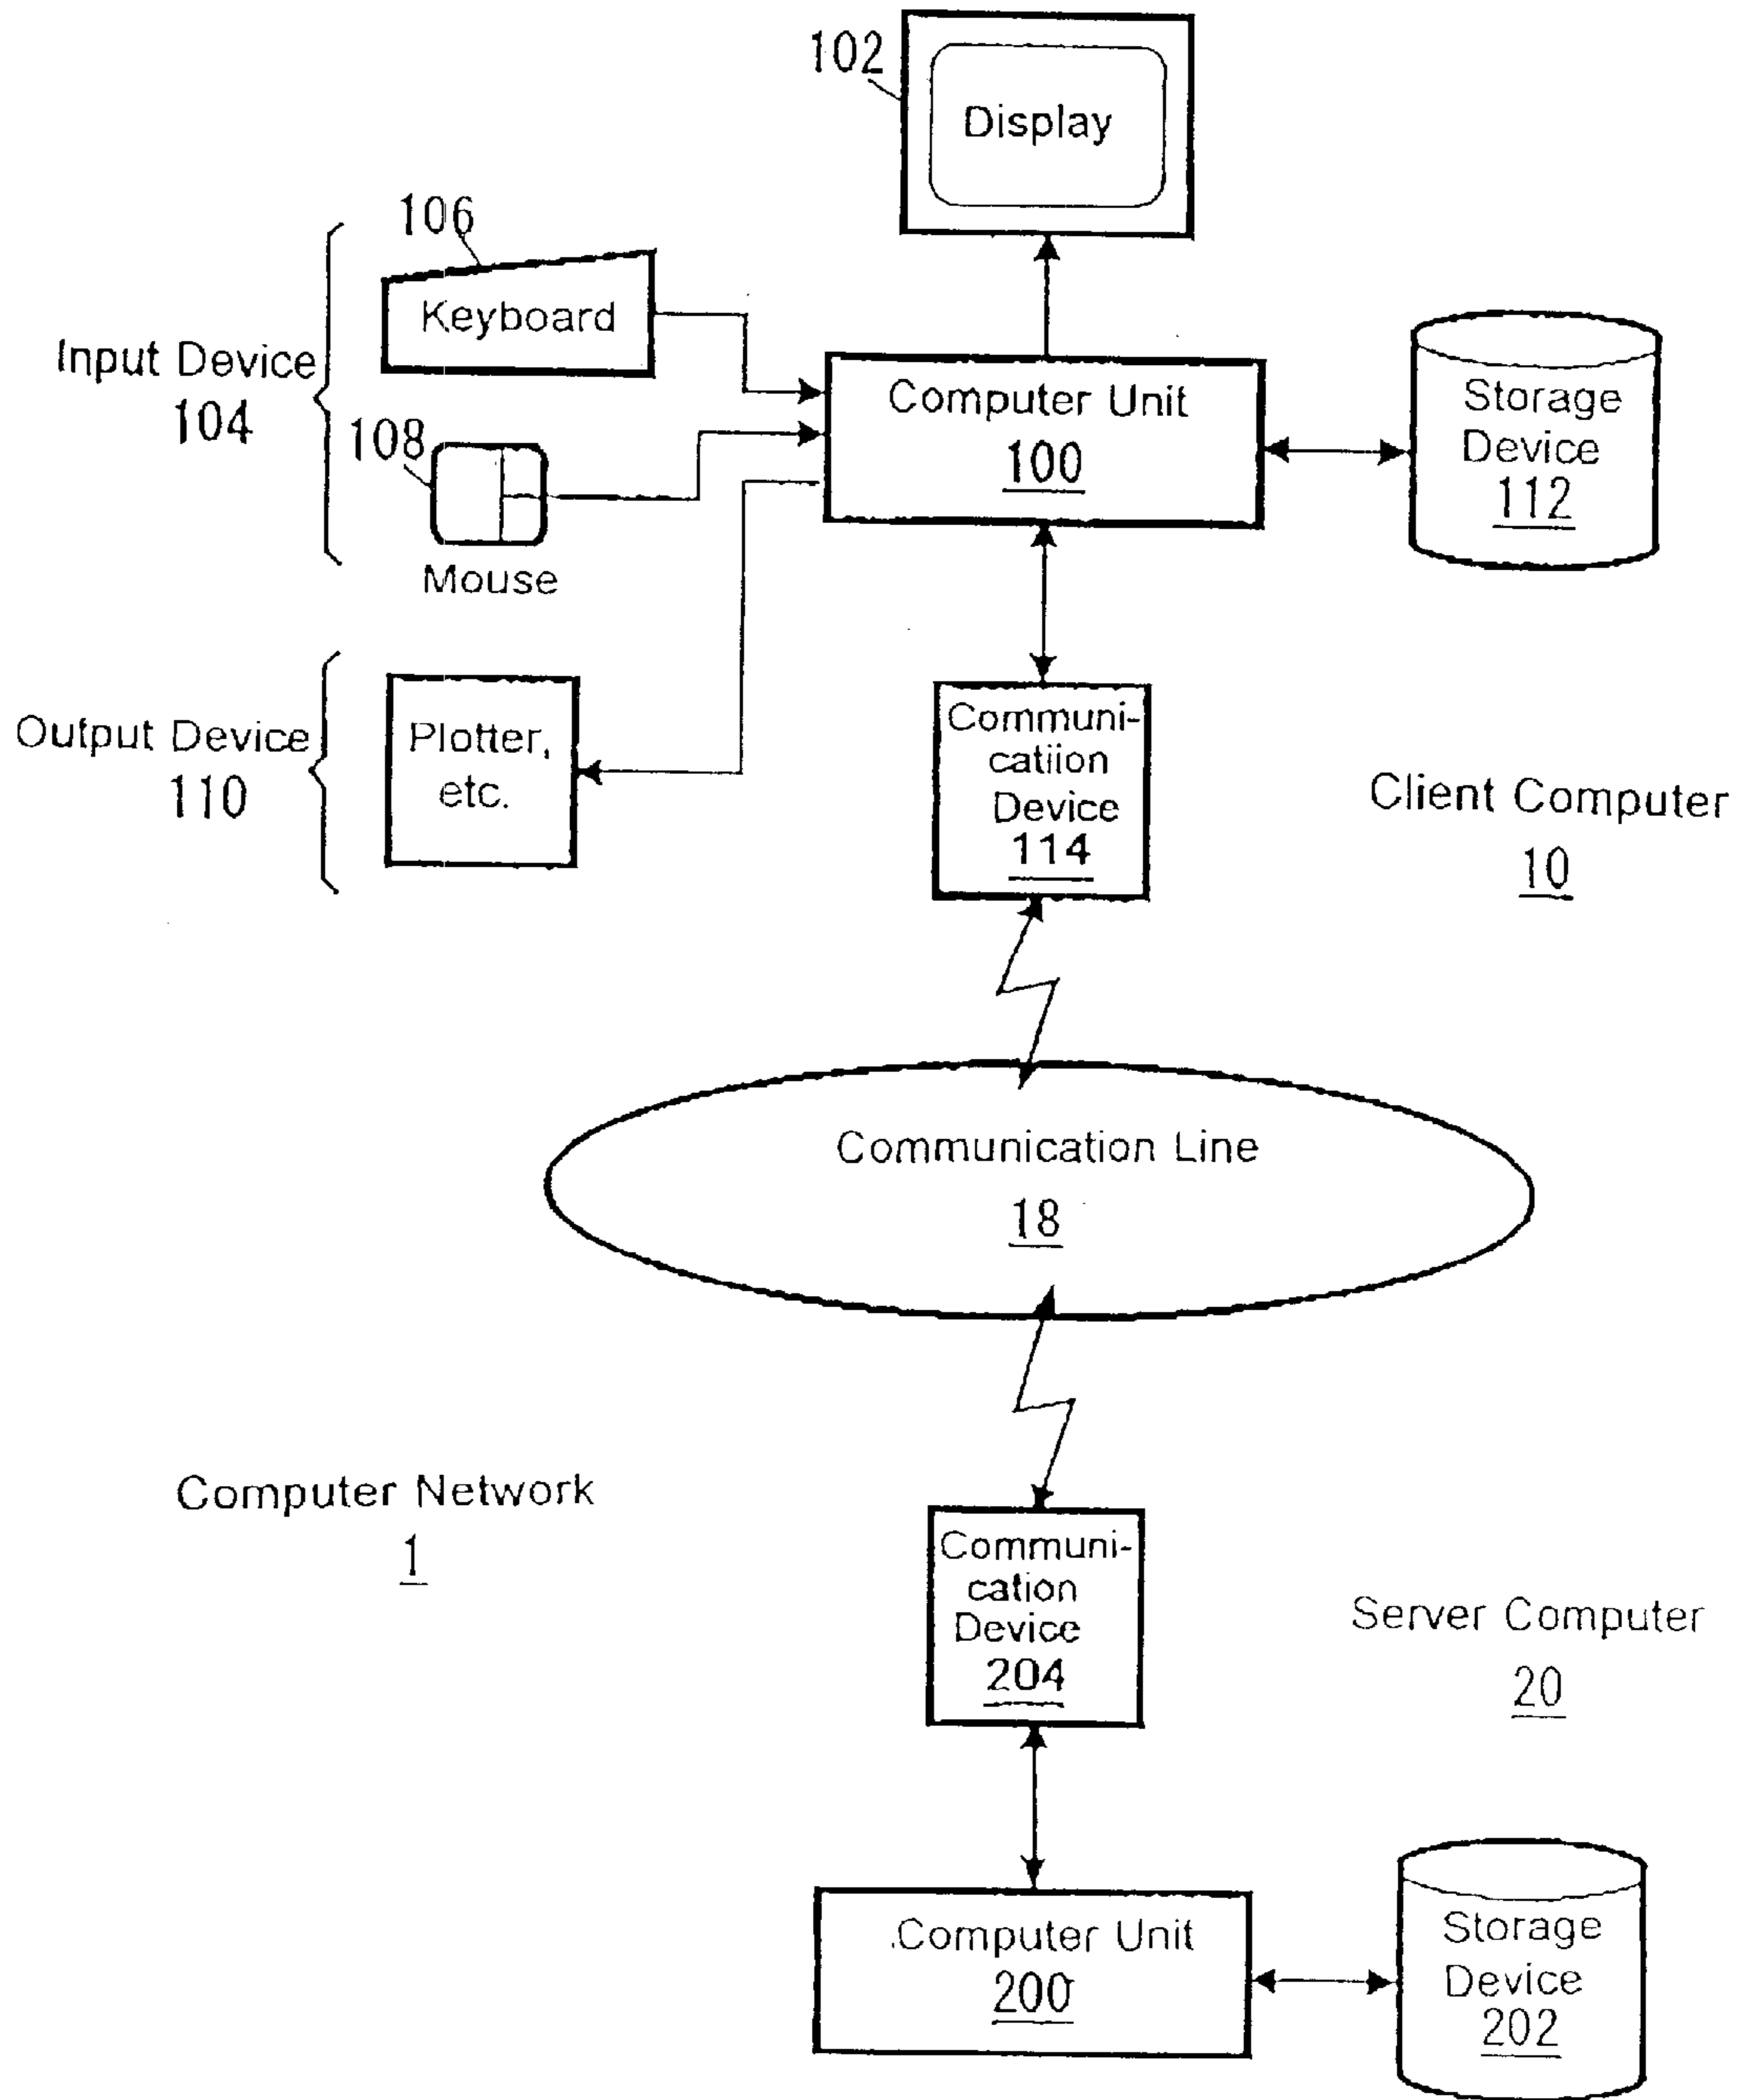 102
Display
106
Keyboard
Input Device
104
108
Mouse
Computer Unit
100
Storage
Device
112
Output Device
110
Plotter,
etc.
Communi-
catiion
Device
114
Client Computer
10
Communication Line
18
Computer Network
1
Communi-
cation
Device
204
Server Computer
20
Computer Unit
200
Storage
Device
202